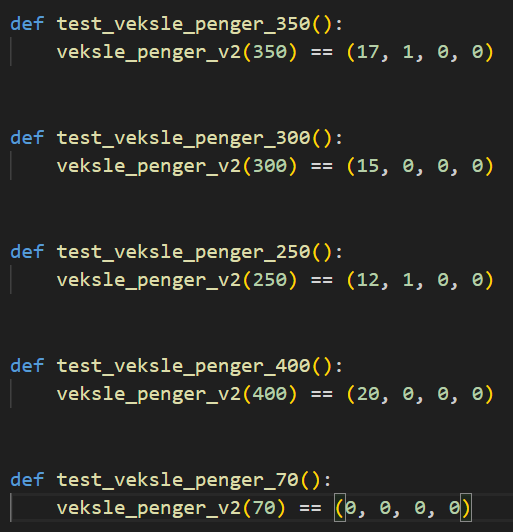 def test_veksle_penger_350():
    veksle_penger_v2(350) == (17, 1, 0, 0)
def test_veksle_penger_300():
    veksle_penger_v2(300) == (15, 0, 0, 0)
def test_veksle_penger_250():
    veksle_penger_v2(250) == (12, 1, 0, 0)
def test_veksle_penger_400():
    veksle_penger_v2(400) == (20, 0, 0, 0)
def test_veksle_penger_70():
    veksle_penger_v2(70) == (0, 0, 0, 0)